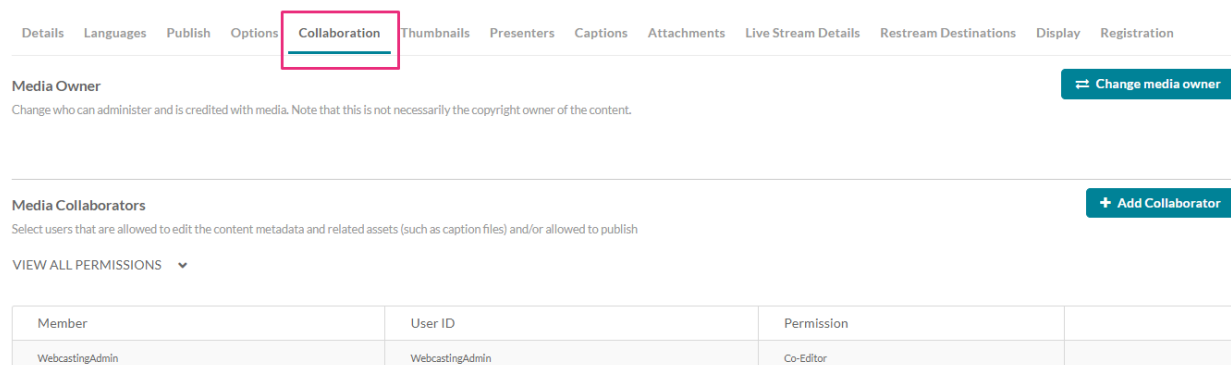 Details Languages Publish Options Collaboration Thumbnails Presenters Captions Attachments Live Stream Details Restream Destinations Display Registration
Media Owner
Change media owner
Change who can administer and is credited with media. Note that this is not necessarily the copyright owner of the content.
Media Collaborators
+ Add Collaborator
Select users that are allowed to edit the content metadata and related assets (such as caption files) and/or allowed to publish
VIEW ALL PERMISSIONS
Member User ID Permission
WebcastingAdmin WebcastingAdmin Co-Editor